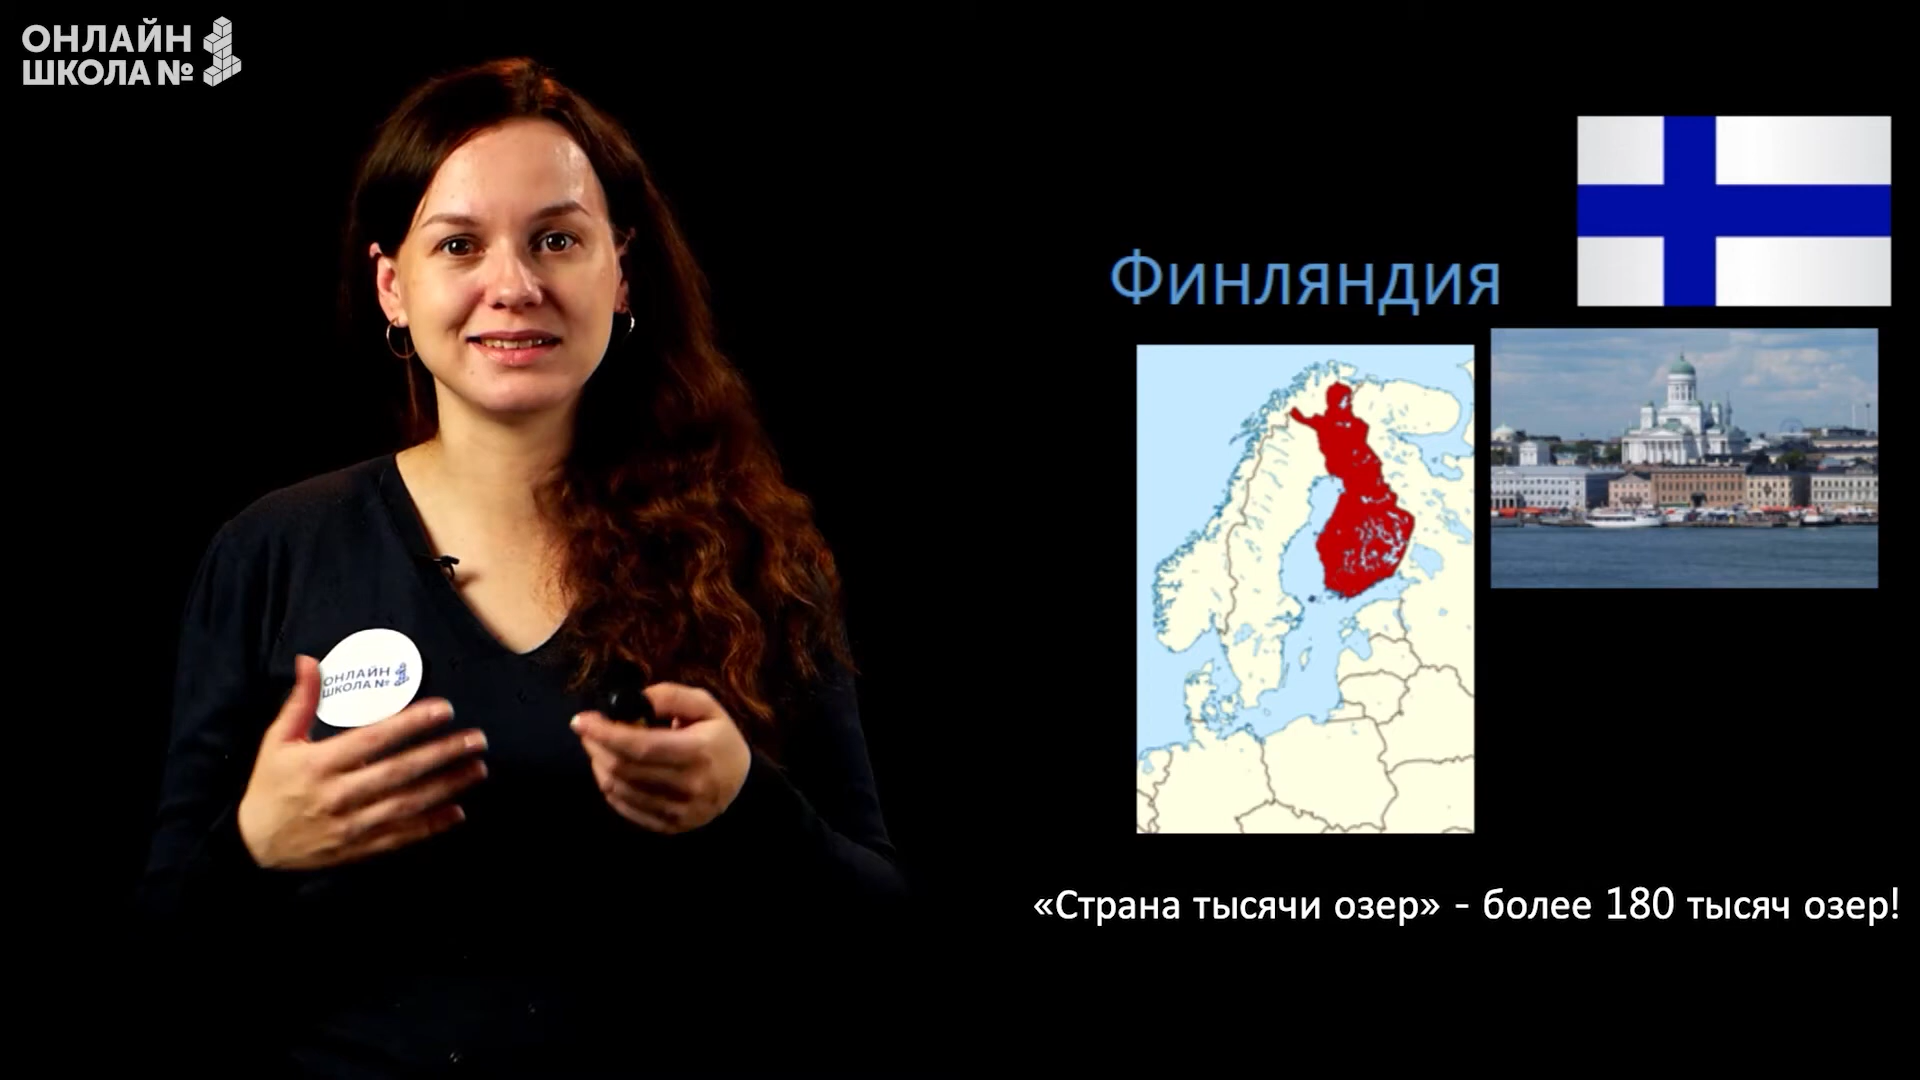 ОНЛАЙН
ШКОЛА №
Финляндия
ОНЛАЙН
ШКОЛА №
«Страна тысячи озер» - более 180 тысяч озер!